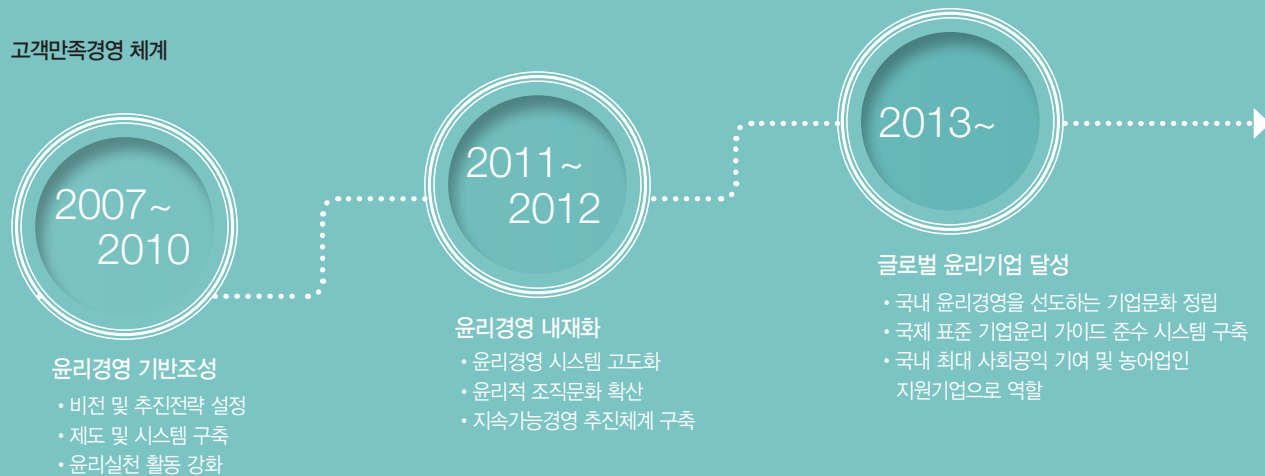 고객만족경영 체계
2007~
2010
윤리경영 기반조성
• 비전 및 추진전략 설정
• 제도 및 시스템 구축
• 윤리실천 활동 강화
2011~
2012
윤리경영 내재화
• 윤리경영 시스템 고도화
• 윤리적 조직문화 확산
• 지속가능경영 추진체계 구축
2013~
글로벌 윤리기업 달성
• 국내 윤리경영을 선도하는 기업문화 정립
• 국제 표준 기업윤리 가이드 준수 시스템 구축
• 국내 최대 사회공익 기여 및 농어업인
지원기업으로 역할